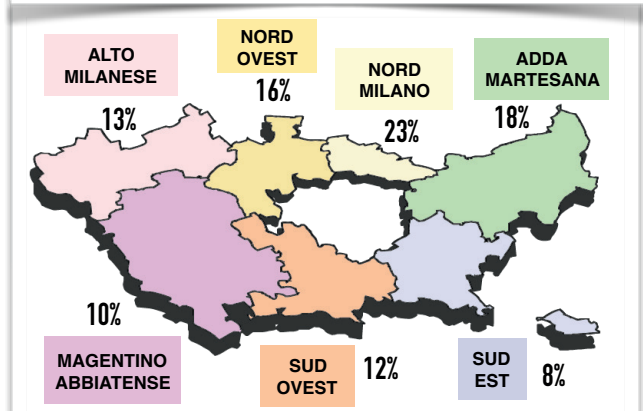 ALTO
MILANESE
13%
NORD
OVEST
16%
NORD
MILANO
23%
ADDA
MARTESANA
18%
10%
MAGENTINO
ABBIATENSE
SUD
OVEST
12%
SUD
EST
8%